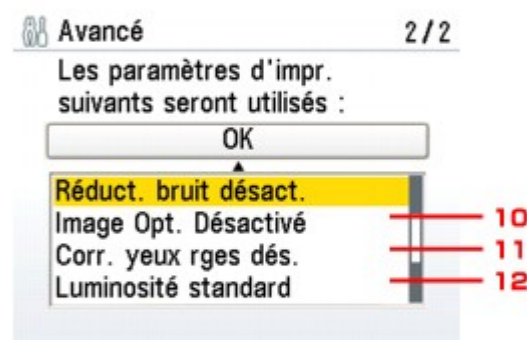 Avancé 2/2
Les paramètres d'impr.
suivants seront utilisés :
OK
Réduct. bruit désact.
Image Opt. Désactivé 10
Corr. yeux rges dés. 11
Luminosité standard 12